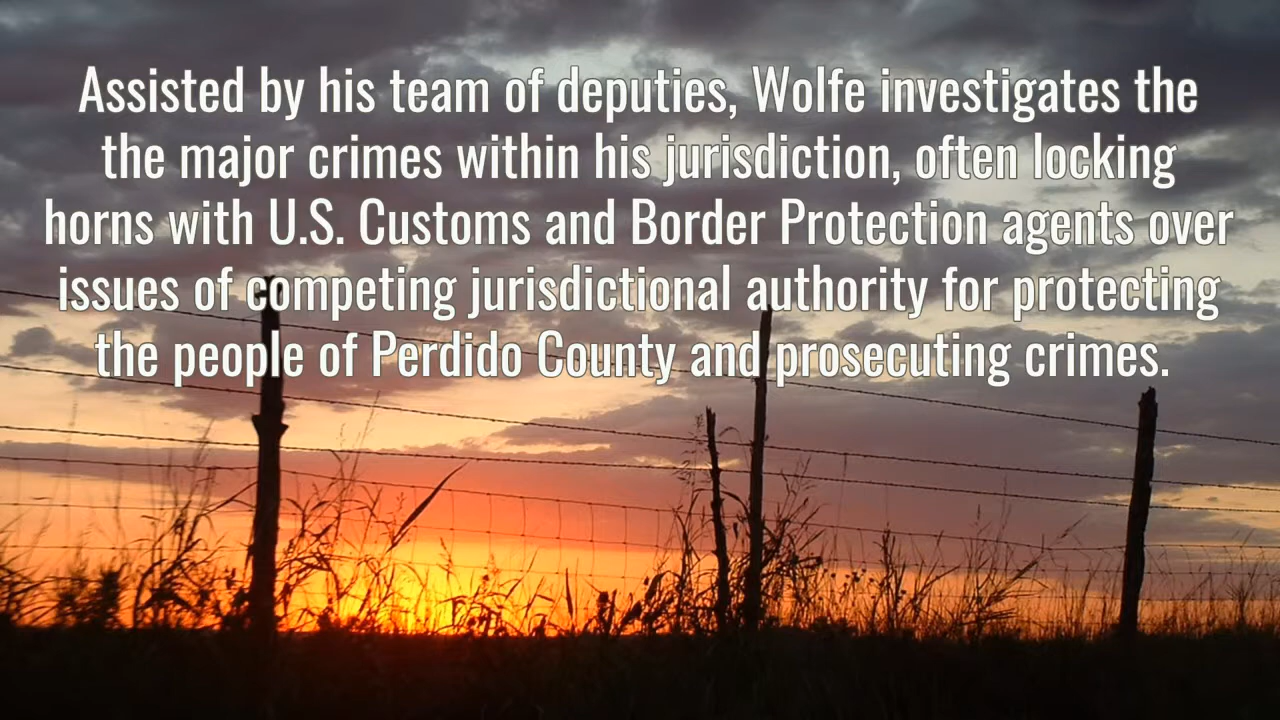 Assisted by his team of deputies, Wolfe investigates the
the major crimes within his jurisdiction, often locking
horns with U.S. Customs and Border Protection agents over
issues of competing jurisdictional authority for protecting
the people of Perdido County and prosecuting crimes.